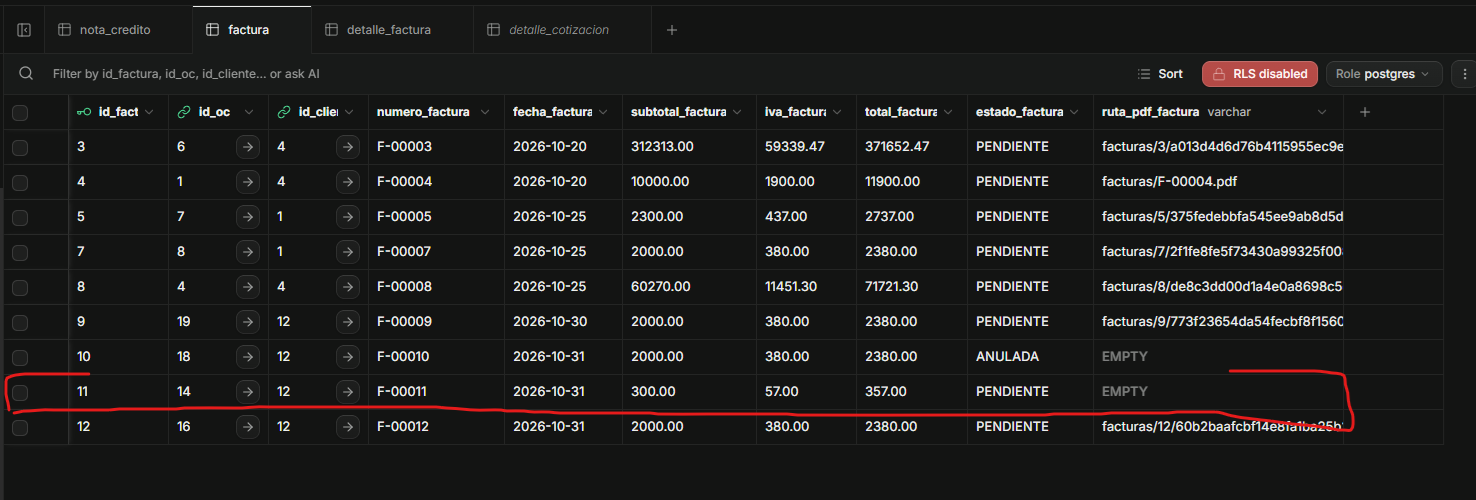 nota_credito factura detalle_factura detalle_cotizacion +
Filter by id_factura, id_oc, id_cliente... or ask AI Sort RLS disabled Role postgres
id_fact id_oc id_clie numero_factura fecha_factura subtotal_factura iva_factura total_factura estado_factura ruta_pdf_factura varchar +
3 6 4 F-00003 2026-10-20 312313.00 59339.47 371652.47 PENDIENTE facturas/3/a013d4d6d76b4115955ec9e
4 1 4 F-00004 2026-10-20 10000.00 1900.00 11900.00 PENDIENTE facturas/F-00004.pdf
5 7 1 F-00005 2026-10-25 2300.00 437.00 2737.00 PENDIENTE facturas/5/375fedebbfa545ee9ab8d5d
7 8 1 F-00007 2026-10-25 2000.00 380.00 2380.00 PENDIENTE facturas/7/2f1fe8fe5f73430a99325f00
8 4 4 F-00008 2026-10-25 60270.00 11451.30 71721.30 PENDIENTE facturas/8/de8c3dd00d1a4e0a8698c5
9 19 12 F-00009 2026-10-30 2000.00 380.00 2380.00 PENDIENTE facturas/9/773f23654da54fecbf8f1560
10 18 12 F-00010 2026-10-31 2000.00 380.00 2380.00 ANULADA EMPTY
11 14 12 F-00011 2026-10-31 300.00 57.00 357.00 PENDIENTE EMPTY
12 16 12 F-00012 2026-10-31 2000.00 380.00 2380.00 PENDIENTE